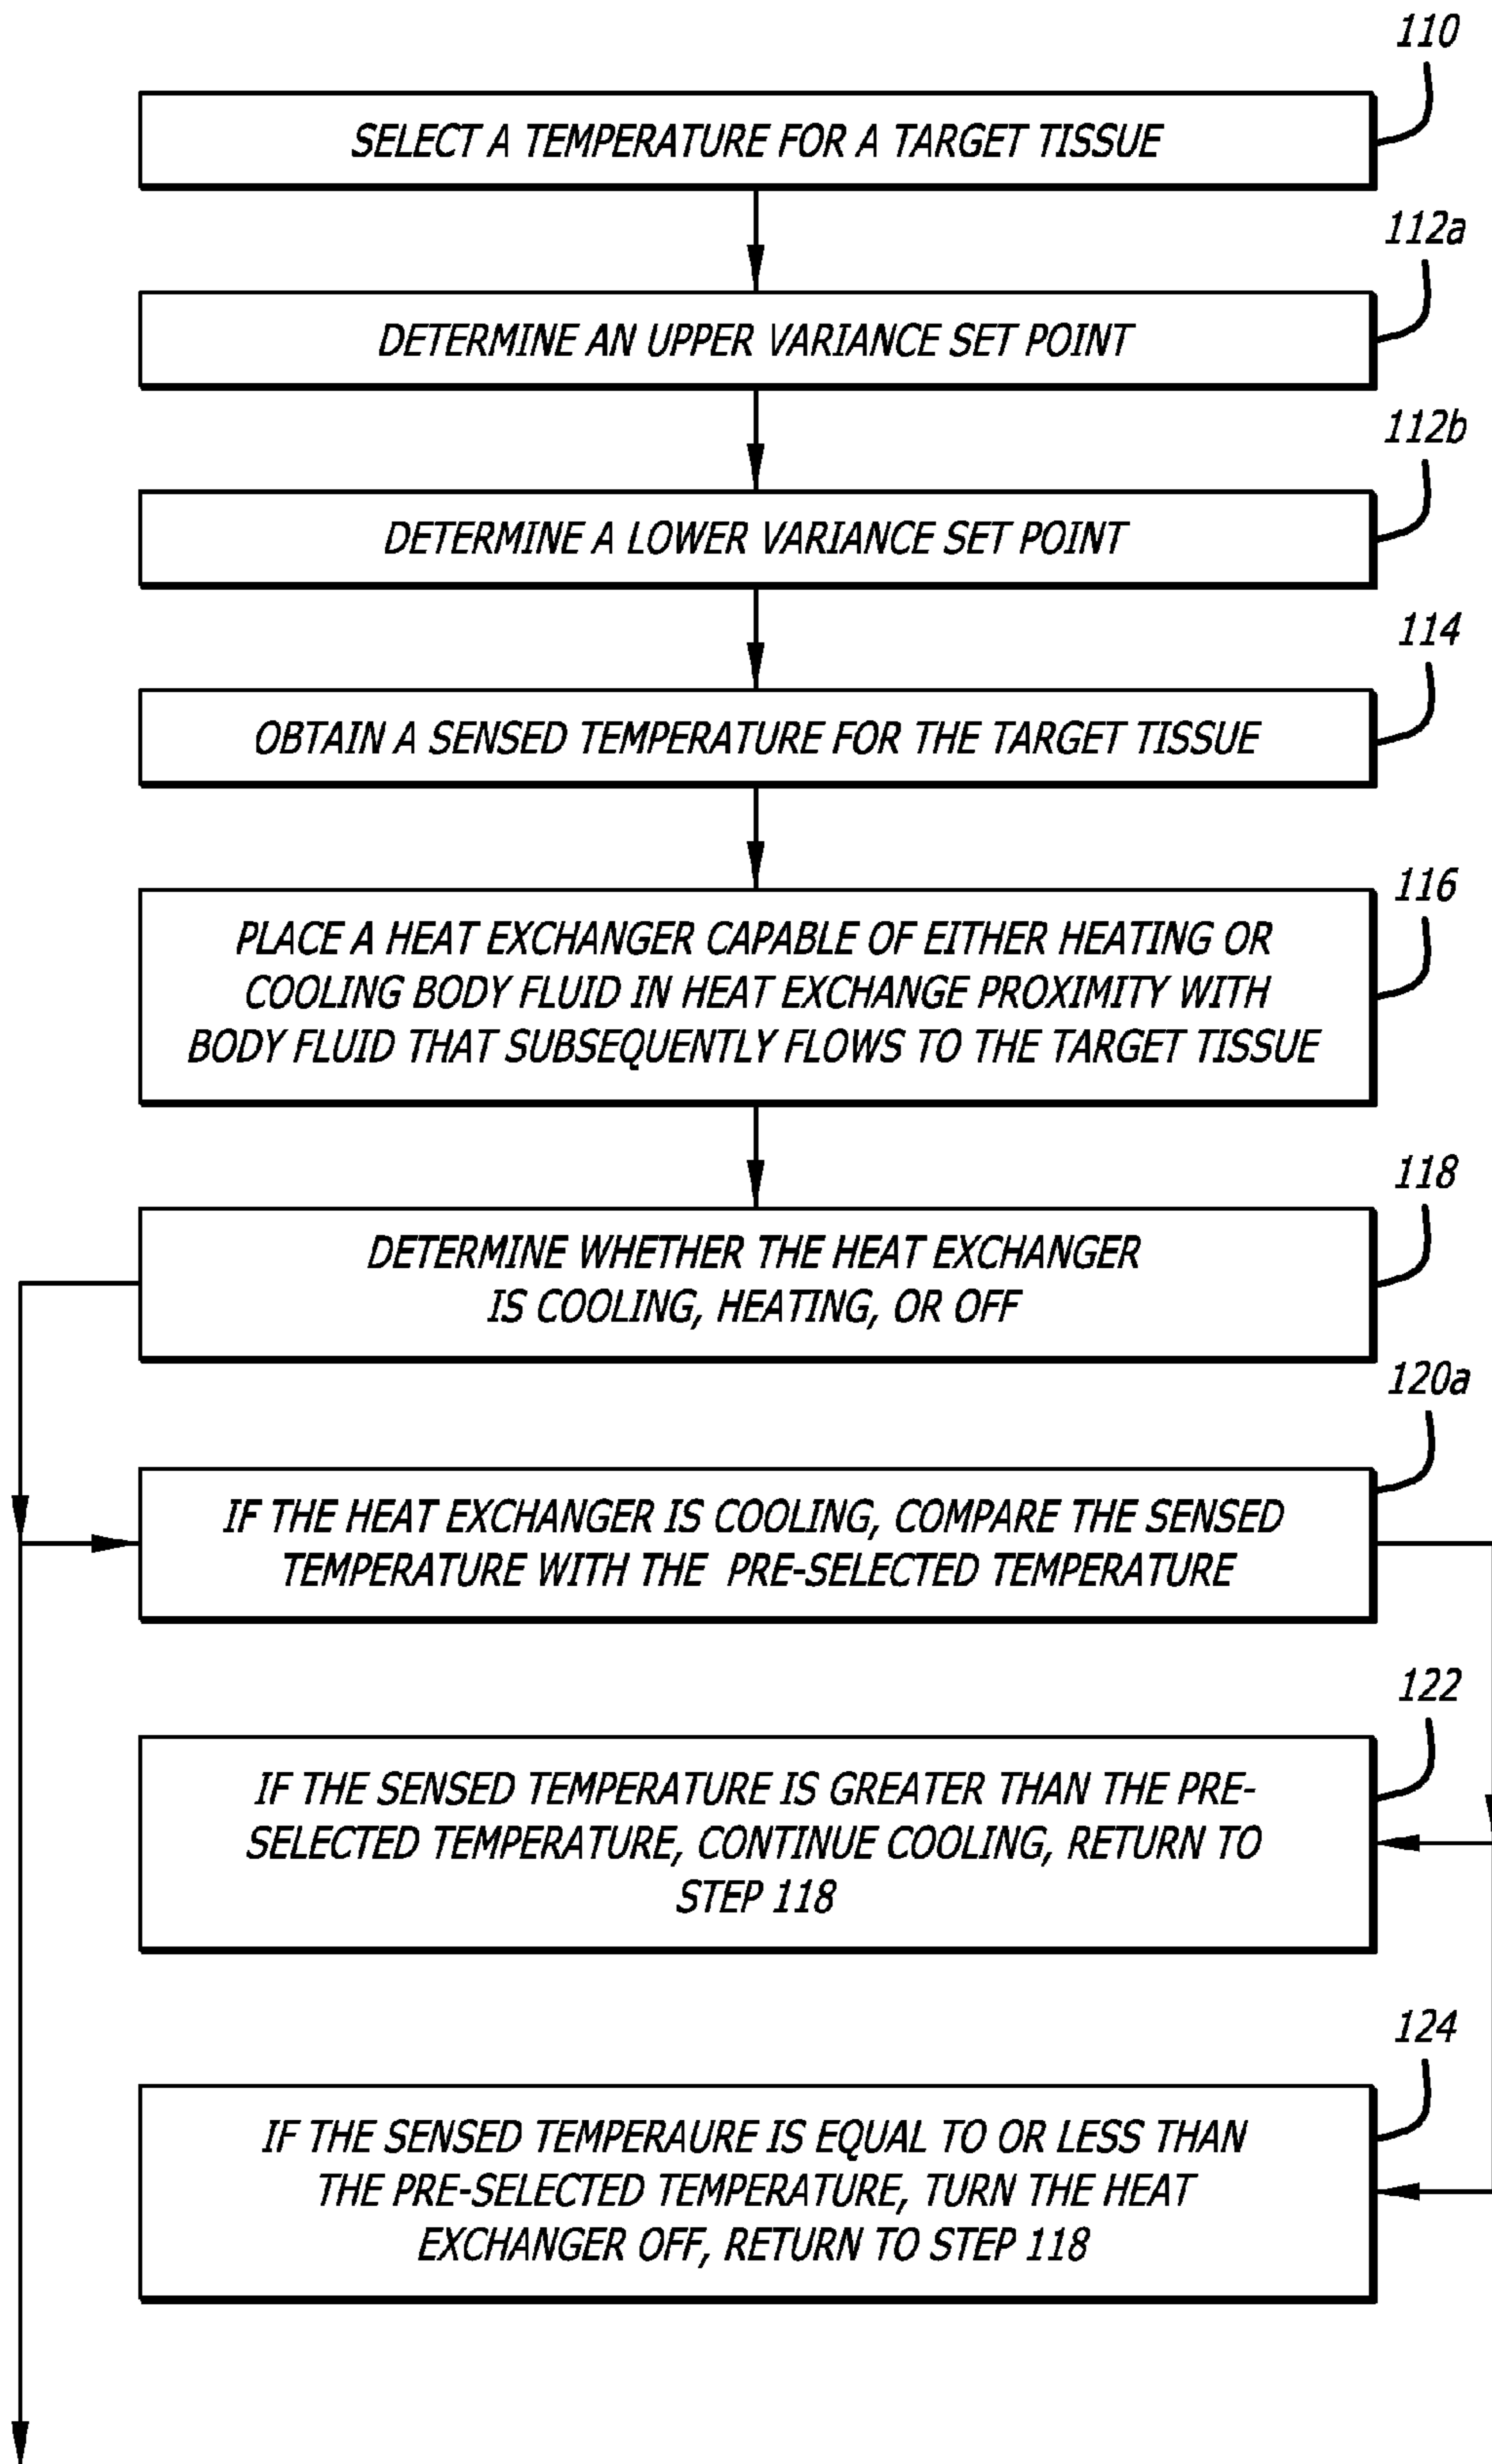 110
SELECT A TEMPERATURE FOR A TARGET TISSUE
112a
DETERMINE AN UPPER VARIANCE SET POINT
112b
DETERMINE A LOWER VARIANCE SET POINT
114
OBTAIN A SENSED TEMPERATURE FOR THE TARGET TISSUE
116
PLACE A HEAT EXCHANGER CAPABLE OF EITHER HEATING OR
COOLING BODY FLUID IN HEAT EXCHANGE PROXIMITY WITH
BODY FLUID THAT SUBSEQUENTLY FLOWS TO THE TARGET TISSUE
118
DETERMINE WHETHER THE HEAT EXCHANGER
IS COOLING, HEATING, OR OFF
120a
IF THE HEAT EXCHANGER IS COOLING, COMPARE THE SENSED
TEMPERATURE WITH THE PRE-SELECTED TEMPERATURE
122
IF THE SENSED TEMPERATURE IS GREATER THAN THE PRE-
SELECTED TEMPERATURE, CONTINUE COOLING, RETURN TO
STEP 118
124
IF THE SENSED TEMPERAURE IS EQUAL TO OR LESS THAN
THE PRE-SELECTED TEMPERATURE, TURN THE HEAT
EXCHANGER OFF, RETURN TO STEP 118